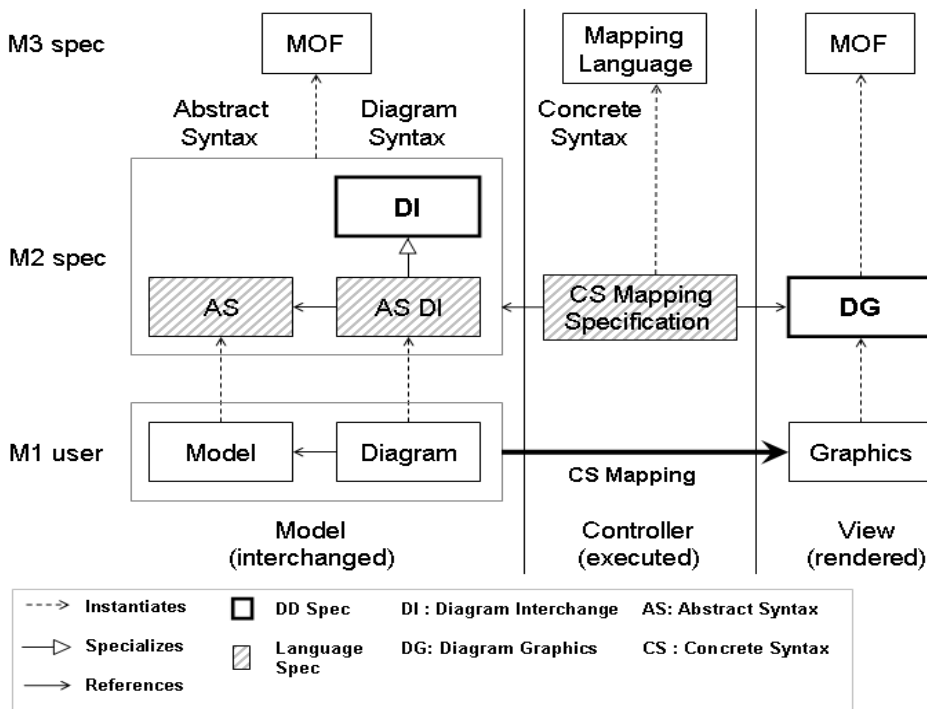 M3 spec
MOF
Mapping
Language
MOF
Abstract
Syntax
Diagram
Syntax
Concrete
Syntax
DI
M2 spec
AS
AS DI
CS Mapping
Specification
DG
M1 user
Model
Diagram
CS Mapping
Graphics
Model
(interchanged)
Controller
(executed)
View
(rendered)
Instantiates
DD Spec
DI : Diagram Interchange
AS: Abstract Syntax
Specializes
Language
Spec
DG: Diagram Graphics
CS : Concrete Syntax
References